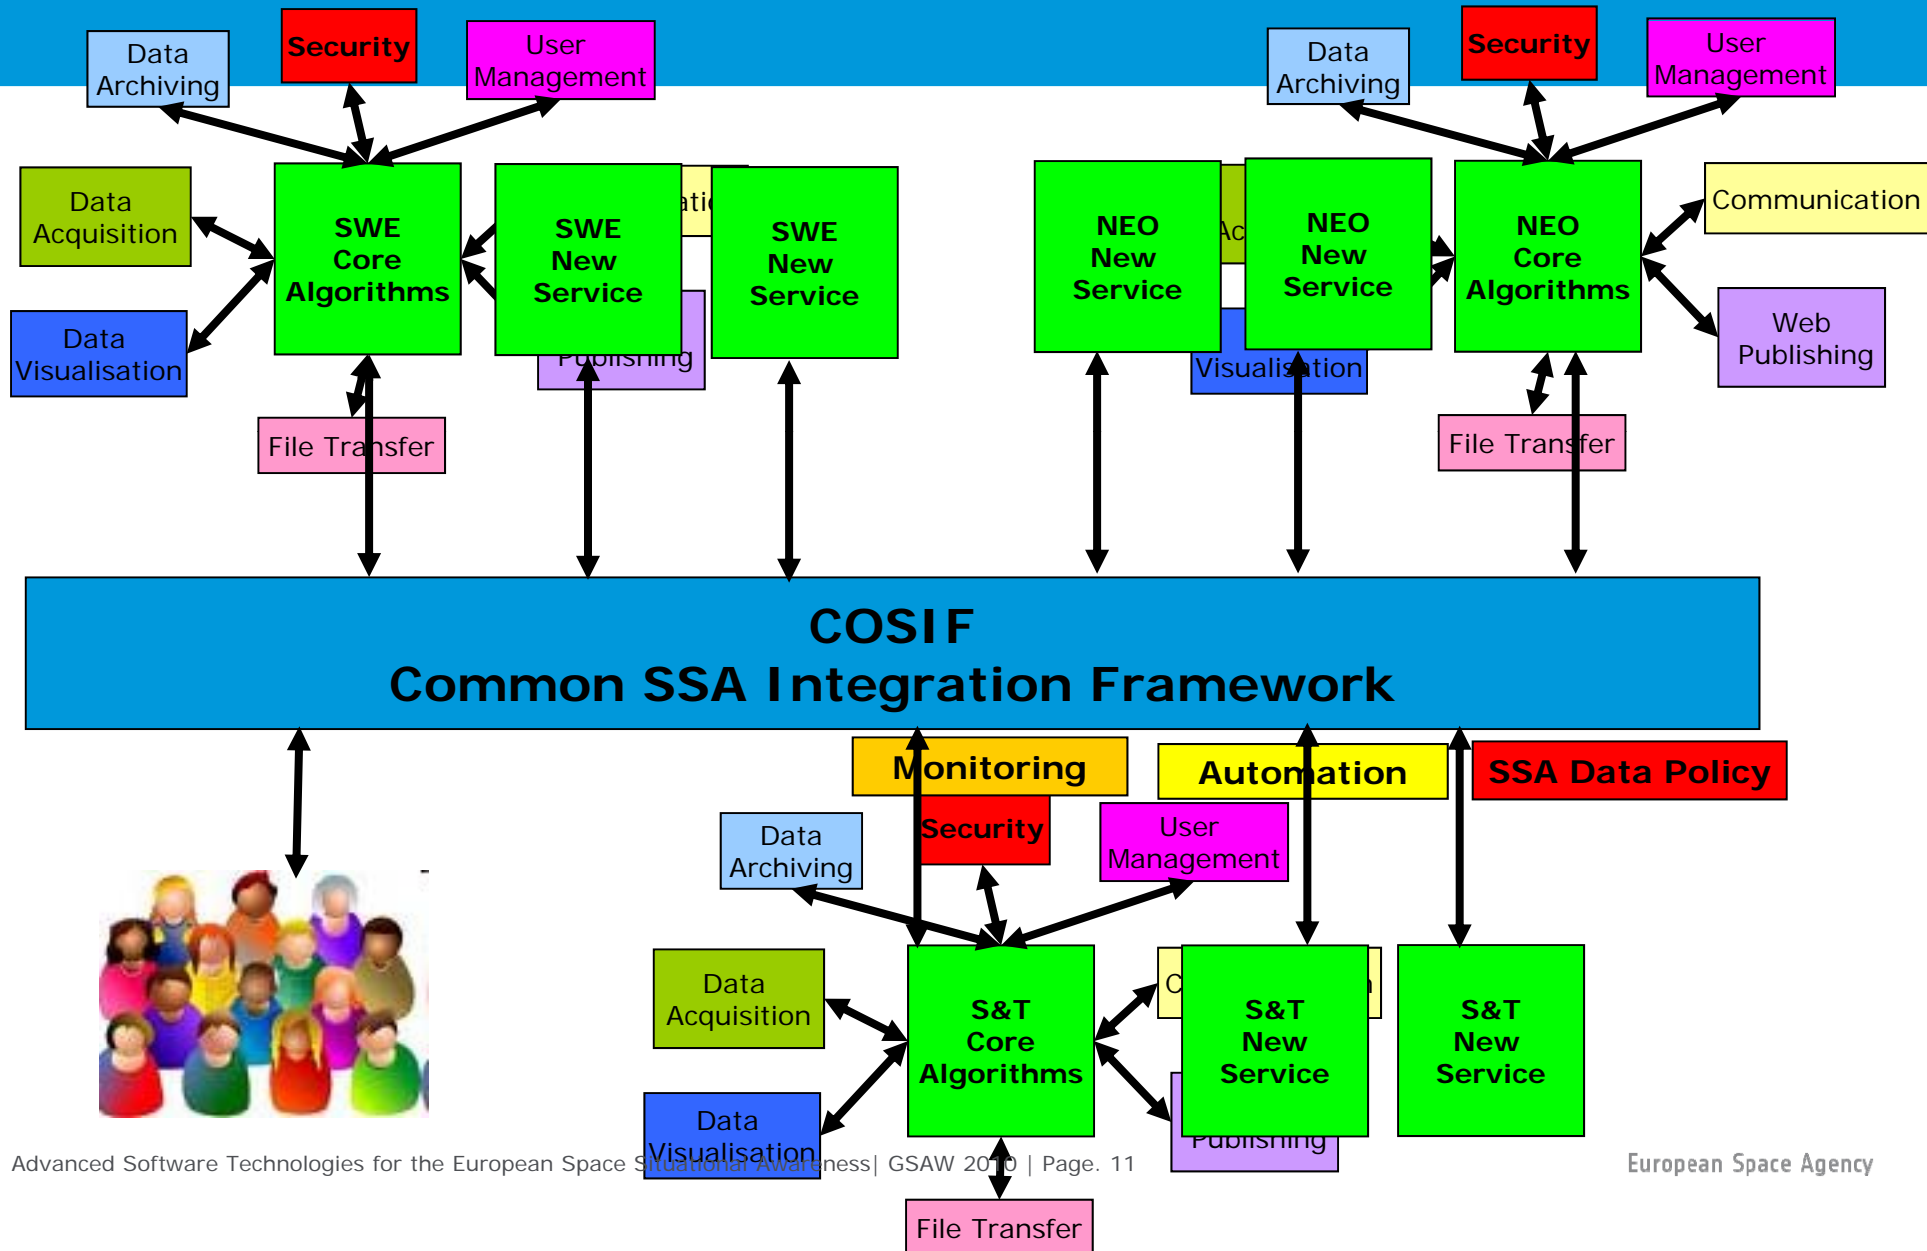 Data
Archiving
Security
User
Management
Data
Archiving
Security
User
Management
Data
Acquisition
SWE
Core
Algorithms
SWE
New
Service
SWE
New
Service
NEO
New
Service
NEO
New
Service
NEO
Core
Algorithms
Communication
Data
Visualisation
Publishing
Visualisation
Web
Publishing
File Transfer
File Transfer
COSIF
Common SSA Integration Framework
Monitoring
Automation
SSA Data Policy
Data
Archiving
Security
User
Management
Data
Acquisition
S&T
Core
Algorithms
S&T
New
Service
S&T
New
Service
Data
Visualisation
Publishing
File Transfer
Advanced Software Technologies for the European Space Situational Awareness| GSAW 2010 | Page. 11
European Space Agency